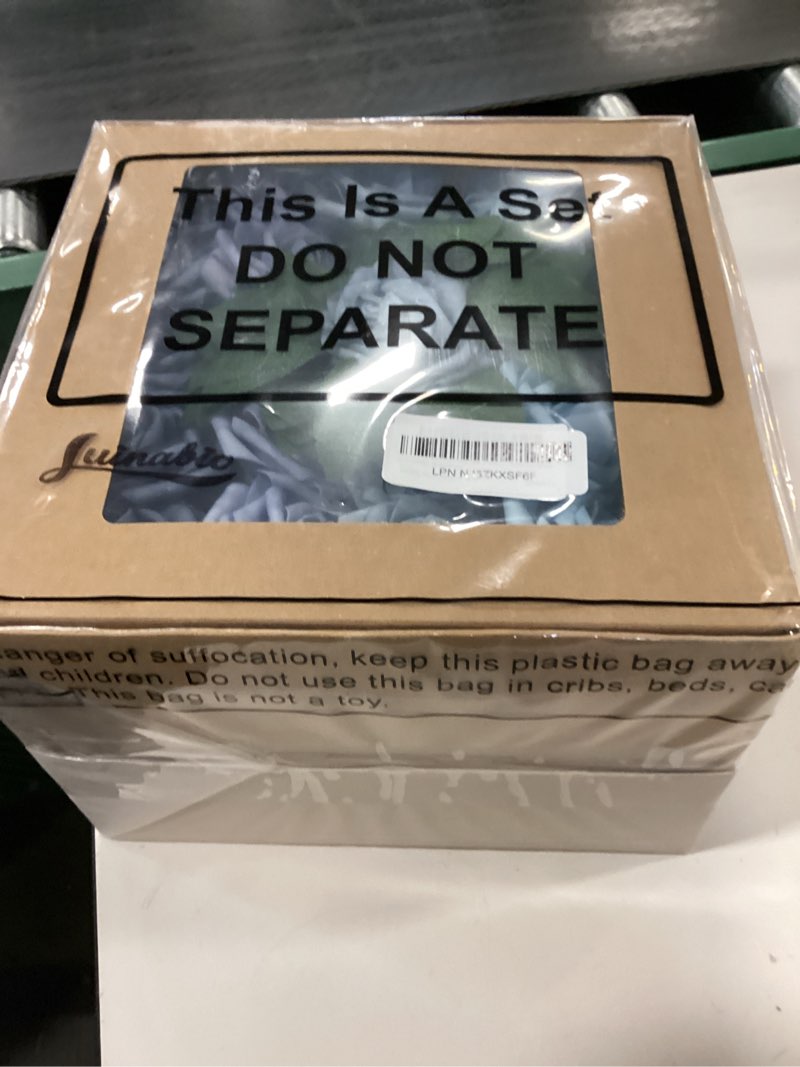 This Is A Set
DO NOT
SEPARATE
Juinabio
LPN
anger of suffocation, keep this plastic bag away
children. Do not use this bag in cribs, beds, ca
This bag is not a toy.